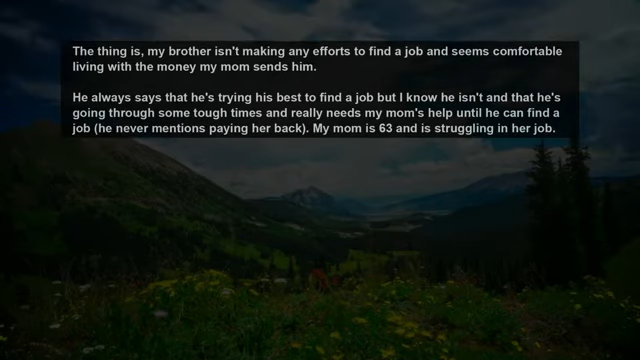 The thing is, my brother isn't making any efforts to find a job and seems comfortable
living with the money my mom sends him.
He always says that he's trying his best to find a job but I know he isn't and that he's
going through some tough times and really needs my mom's help until he can find a
job (he never mentions paying her back). My mom is 63 and is struggling in her job.